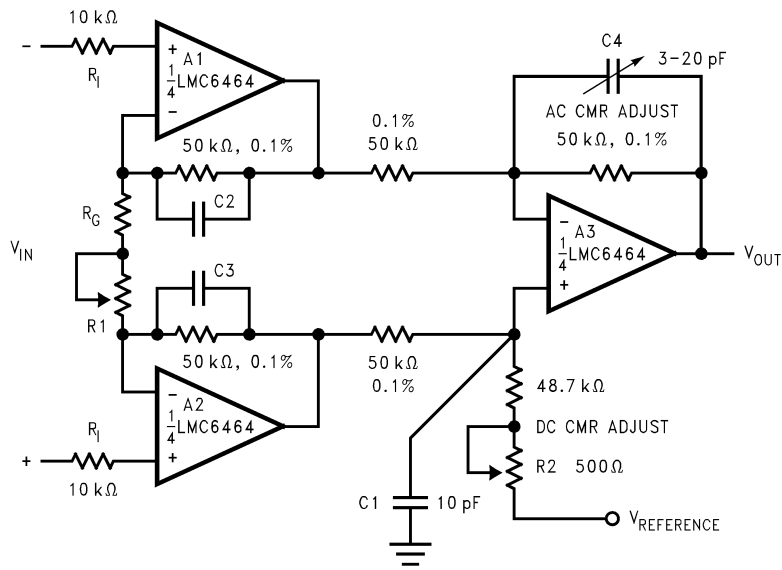 10 kΩ
−
R_I
+
A1
1/4 LMC6464
−
50 kΩ, 0.1%
C2
0.1%
50 kΩ
C4
3-20 pF
AC CMR ADJUST
50 kΩ, 0.1%
R_G
V_IN
R1
C3
50 kΩ, 0.1%
−
A3
1/4 LMC6464
+
V_OUT
50 kΩ
0.1%
−
A2
1/4 LMC6464
+
R_I
+
10 kΩ
48.7 kΩ
DC CMR ADJUST
R2 500Ω
C1
10 pF
V_REFERENCE